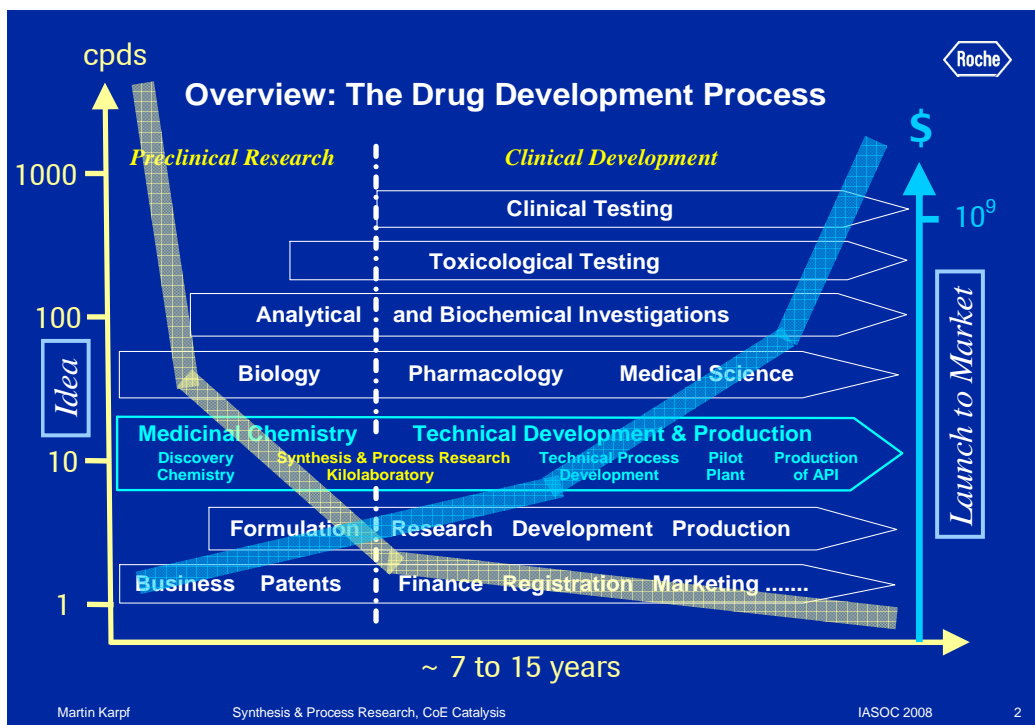 cpds
Roche
Overview: The Drug Development Process
$
Preclinical Research Clinical Development
1000
Clinical Testing
10⁹
Toxicological Testing
100
Analytical and Biochemical Investigations
Idea
Biology Pharmacology Medical Science
Launch to Market
Medicinal Chemistry Technical Development & Production
10
Discovery Synthesis & Process Research Technical Process Pilot Production
Chemistry Kilolaboratory Development Plant of API
Formulation Research Development Production
Business Patents Finance Registration Marketing .......
1
~ 7 to 15 years
Martin Karpf Synthesis & Process Research, CoE Catalysis IASOC 2008 2